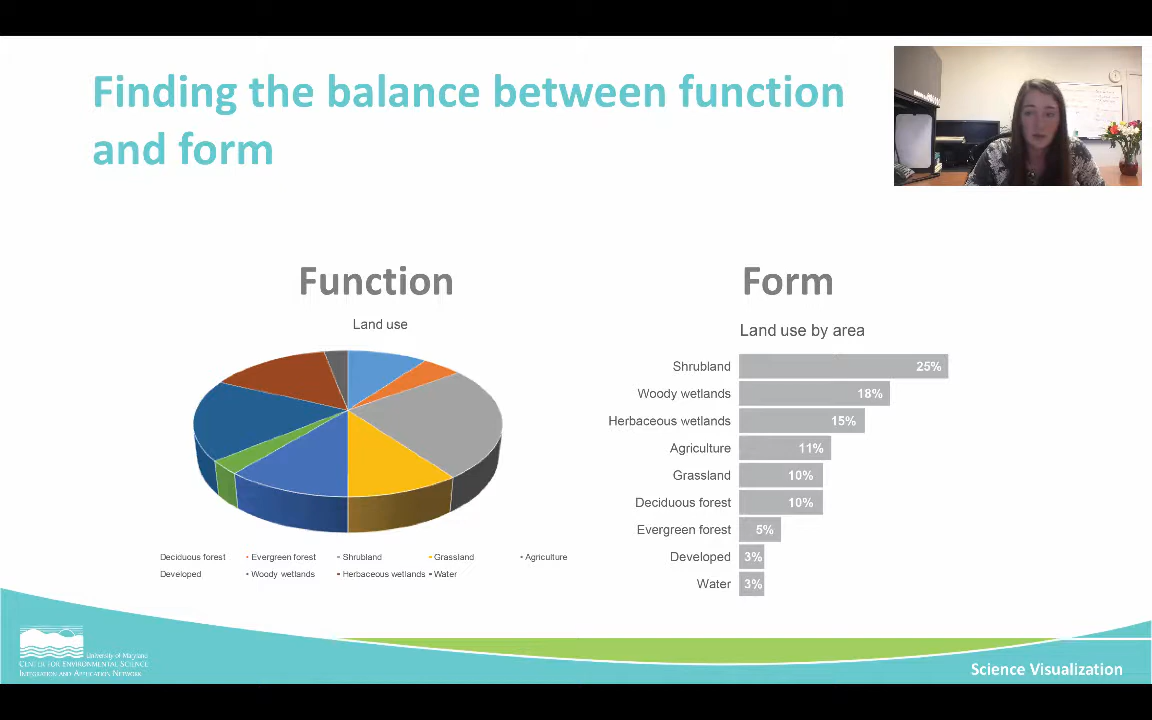 Finding the balance between function
and form
Function
Land use
Deciduous forest
Evergreen forest
Shrubland
Grassland
Agriculture
Developed
Woody wetlands
Herbaceous wetlands
Water
Form
Land use by area
Shrubland 25%
Woody wetlands 18%
Herbaceous wetlands 15%
Agriculture 11%
Grassland 10%
Deciduous forest 10%
Evergreen forest 5%
Developed 3%
Water 3%
University of Maryland
CENTER FOR ENVIRONMENTAL SCIENCE
INTEGRATION AND APPLICATION NETWORK
Science Visualization